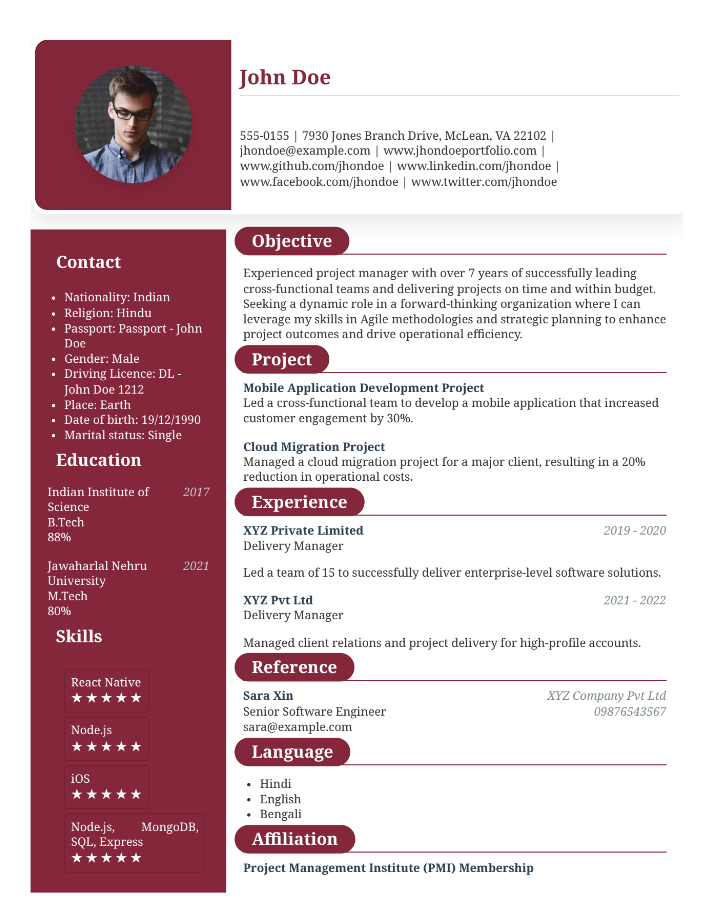 John Doe
555-0155 | 7930 Jones Branch Drive, McLean, VA 22102 |
jhondoe@example.com | www.jhondoeportfolio.com |
www.github.com/jhondoe | www.linkedin.com/jhondoe |
www.facebook.com/jhondoe | www.twitter.com/jhondoe
Contact
• Nationality: Indian
• Religion: Hindu
• Passport: Passport - John
Doe
• Gender: Male
• Driving Licence: DL -
John Doe 1212
• Place: Earth
• Date of birth: 19/12/1990
• Marital status: Single
Education
Indian Institute of 2017
Science
B.Tech
88%
Jawaharlal Nehru 2021
University
M.Tech
80%
Skills
React Native
★★★★★
Node.js
★★★★★
iOS
★★★★★
Node.js, MongoDB,
SQL, Express
★★★★★
Objective
Experienced project manager with over 7 years of successfully leading
cross-functional teams and delivering projects on time and within budget.
Seeking a dynamic role in a forward-thinking organization where I can
leverage my skills in Agile methodologies and strategic planning to enhance
project outcomes and drive operational efficiency.
Project
Mobile Application Development Project
Led a cross-functional team to develop a mobile application that increased
customer engagement by 30%.
Cloud Migration Project
Managed a cloud migration project for a major client, resulting in a 20%
reduction in operational costs.
Experience
XYZ Private Limited 2019 - 2020
Delivery Manager
Led a team of 15 to successfully deliver enterprise-level software solutions.
XYZ Pvt Ltd 2021 - 2022
Delivery Manager
Managed client relations and project delivery for high-profile accounts.
Reference
Sara Xin XYZ Company Pvt Ltd
Senior Software Engineer 09876543567
sara@example.com
Language
• Hindi
• English
• Bengali
Affiliation
Project Management Institute (PMI) Membership